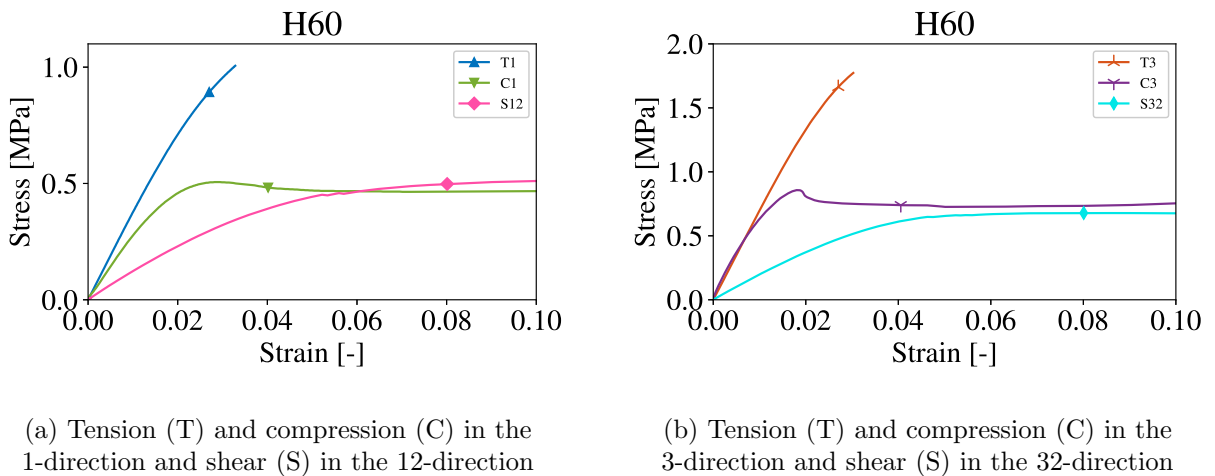 H60
Stress [MPa]
1.0
0.5
0.0
T1
C1
S12
0.00 0.02 0.04 0.06 0.08 0.10
Strain [-]
(a) Tension (T) and compression (C) in the
1-direction and shear (S) in the 12-direction
H60
Stress [MPa]
2.0
1.5
1.0
0.5
0.0
T3
C3
S32
0.00 0.02 0.04 0.06 0.08 0.10
Strain [-]
(b) Tension (T) and compression (C) in the
3-direction and shear (S) in the 32-direction